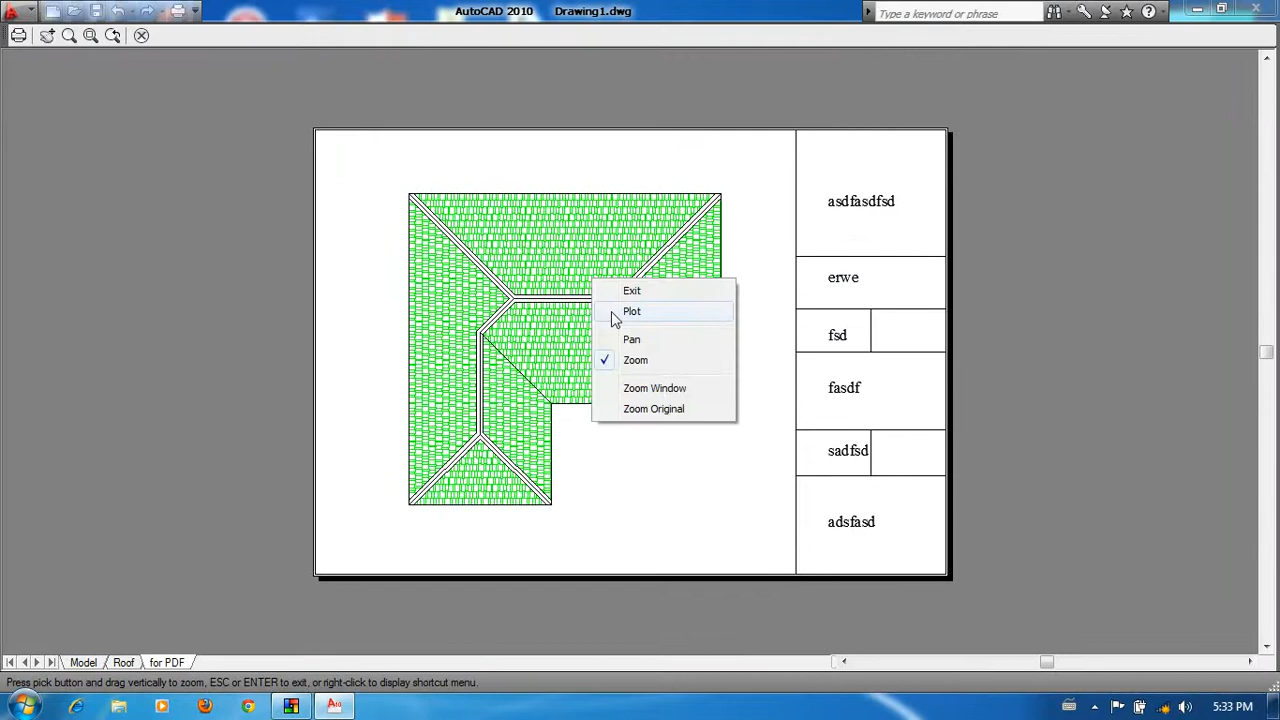 AutoCAD 2010 Drawing1.dwg
Type a keyword or phrase
asdfasdfsd
erwe
fsd
fasdf
sadfsd
adsfasd
Exit
Plot
Pan
Zoom
Zoom Window
Zoom Original
Model Roof for PDF
Press pick button and drag vertically to zoom, ESC or ENTER to exit, or right-click to display shortcut menu.
5:33 PM